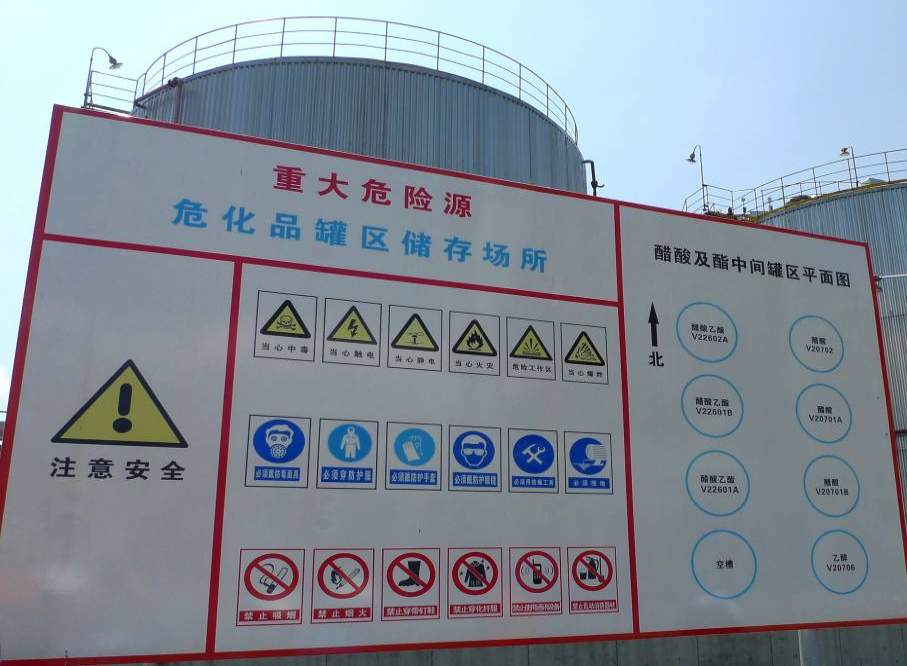 重大危险源
危化品罐区储存场所
注意安全
当心中毒
当心触电
当心静电
当心火灾
危险工作区
当心爆炸
必须戴防毒面具
必须穿防护服
必须戴防护手套
必须戴防护眼镜
必须用防爆工具
必须接地
禁止吸烟
禁止烟火
禁止穿带钉鞋
禁止穿化纤服
醋酸及酯中间罐区平面图
北
醋酸乙酯
V22602A
醋酸
V20702
醋酸乙酯
V22601B
醋酸
V20701A
醋酸乙酯
V22601A
醋酸
V20701B
空槽
乙醇
V20706